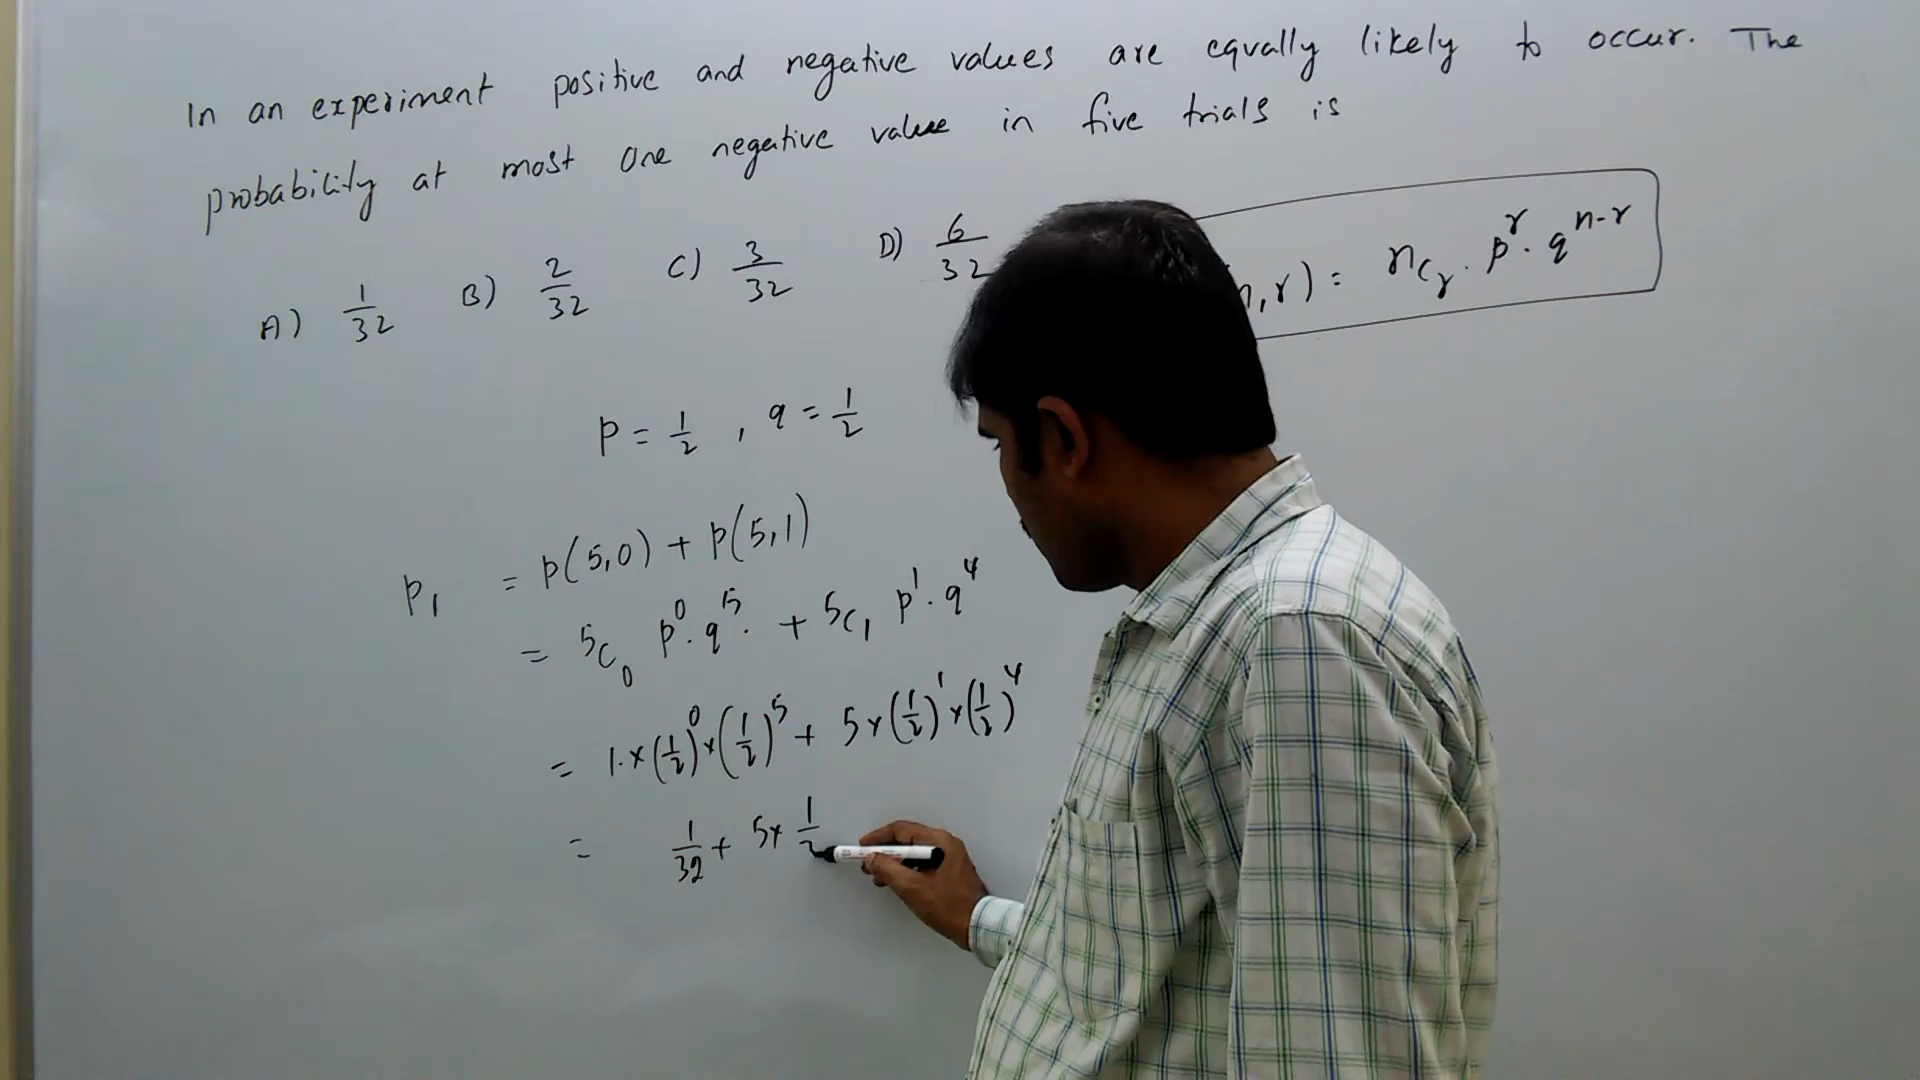 In an experiment positive and negative values are equally likely to occur. The
probability at most one negative value in five trials is
A) 1/32 B) 2/32 C) 3/32 D) 6/32
n,r) = nCr · p^r · q^(n-r)
p = 1/2 , q = 1/2
P1 = p(5,0) + p(5,1)
= 5C0 p^0 · q^5 · + 5C1 p^1 · q^4
= 1·×(1/2)^0×(1/2)^5 + 5×(1/2)^1×(1/2)^4
= 1/32 + 5× 1/